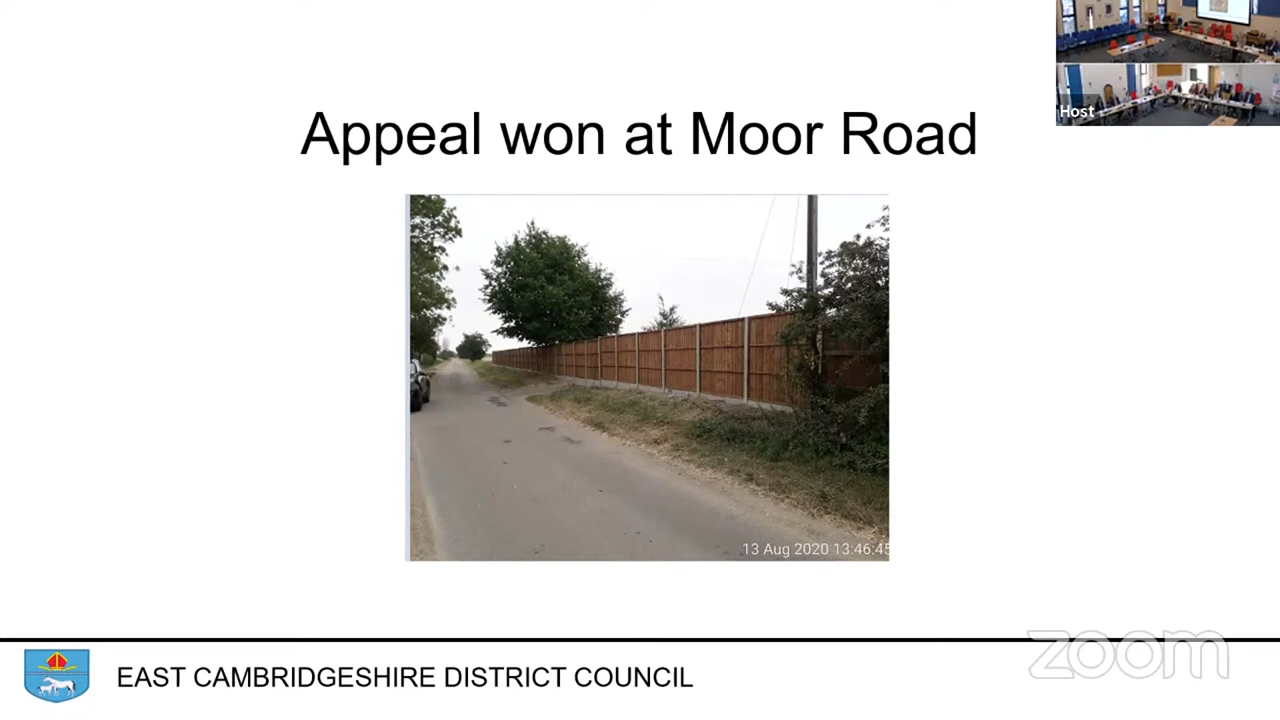 Host
Appeal won at Moor Road
13 Aug 2020 13:46:45
EAST CAMBRIDGESHIRE DISTRICT COUNCIL
zoom